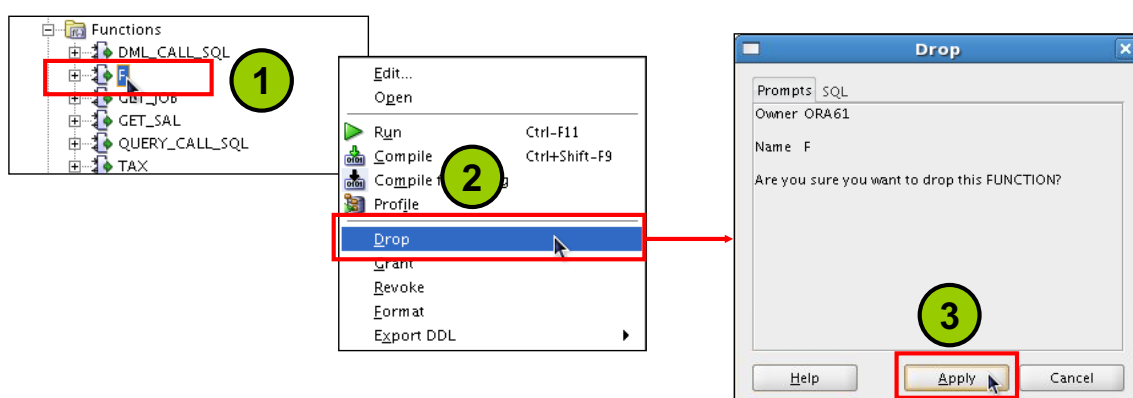 Functions
DML_CALL_SQL
F
GET_JOB
GET_SAL
QUERY_CALL_SQL
TAX
1
Edit...
Open
Run Ctrl-F11
Compile Ctrl+Shift-F9
Compile f g
Profile
Drop
Grant
Revoke
Format
Export DDL
2
Drop
Prompts SQL
Owner ORA61
Name F
Are you sure you want to drop this FUNCTION?
3
Help Apply Cancel